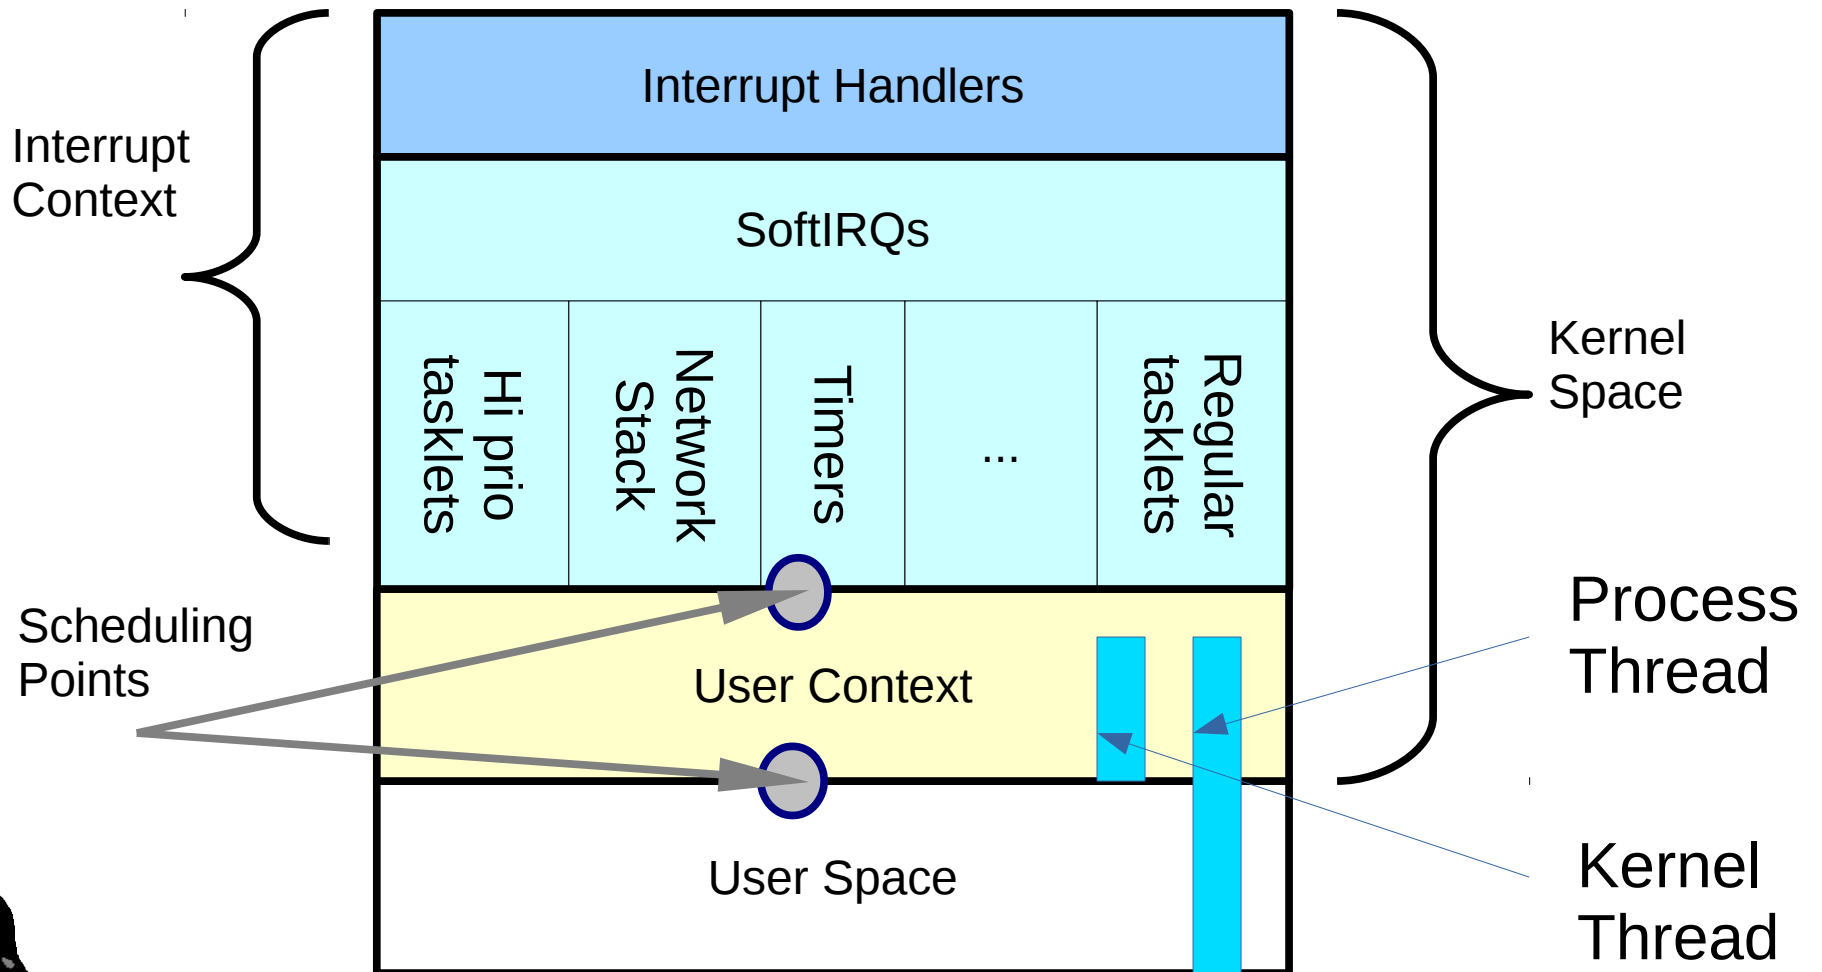 Interrupt Handlers
Interrupt
Context
SoftIRQs
Hi prio
tasklets
Network
Stack
Timers
...
Regular
tasklets
Kernel
Space
Scheduling
Points
User Context
Process
Thread
User Space
Kernel
Thread